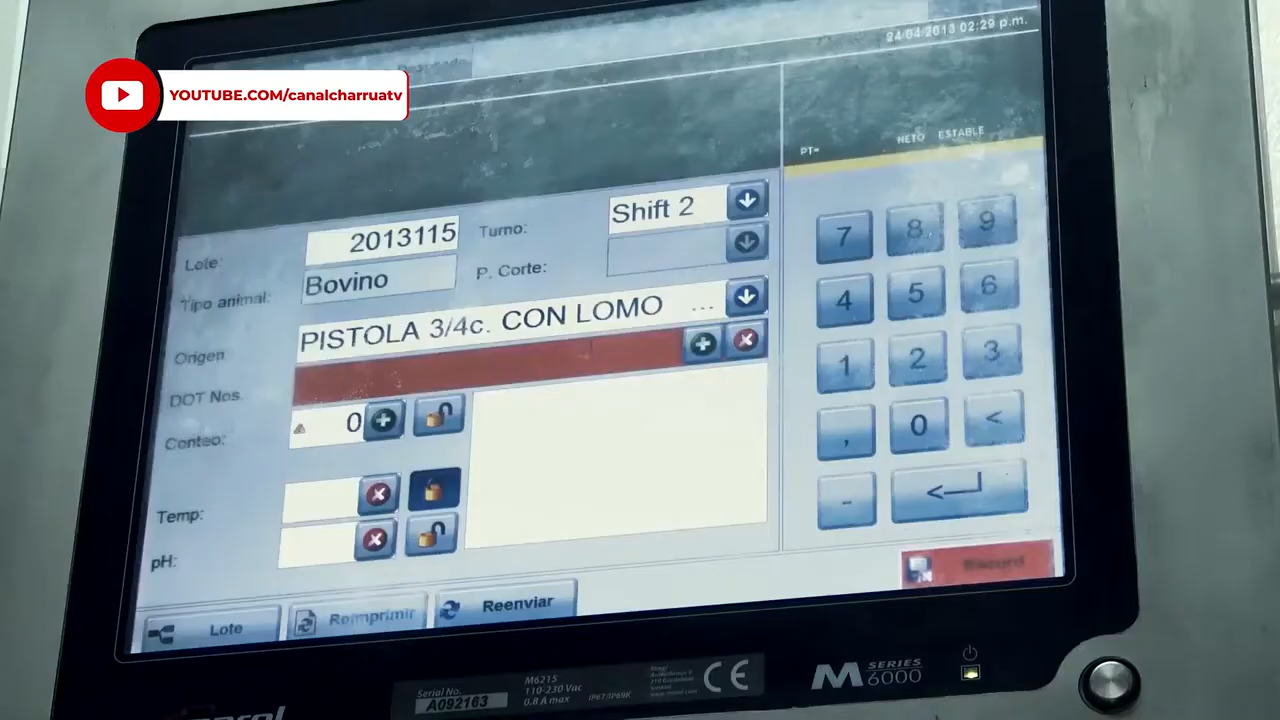 24 04 2013 02:29 p.m.
YOUTUBE.COM/canalcharruatv
PT=
NETO ESTABLE
Lote:
2013115
Turno:
Shift 2
Tipo animal:
Bovino
P. Corte:
Origen
PISTOLA 3/4c. CON LOMO ...
DOT Nos.
Conteo:
0
Temp:
pH:
7 8 9
4 5 6
1 2 3
, 0 <
-
Record
Lote
Reimprimir
Reenviar
Serial No.
A092163
M6215
110-230 Vac
0.8 A max
IP67/IP69K
CE
M SERIES
6000